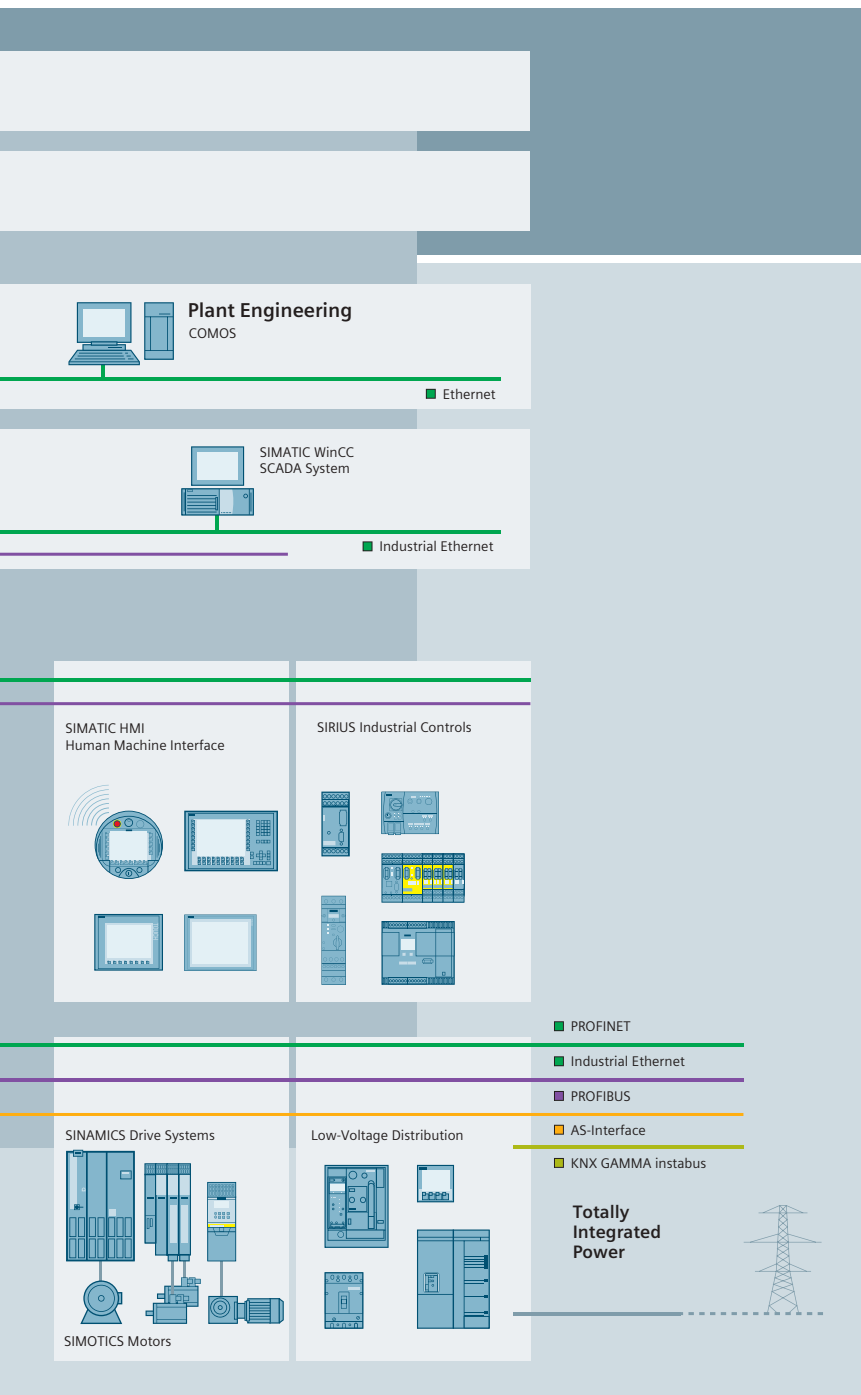 Plant Engineering
COMOS
Ethernet
SIMATIC WinCC
SCADA System
Industrial Ethernet
SIMATIC HMI
Human Machine Interface
SIRIUS Industrial Controls
PROFINET
Industrial Ethernet
PROFIBUS
AS-Interface
KNX GAMMA instabus
SINAMICS Drive Systems
Low-Voltage Distribution
Totally
Integrated
Power
SIMOTICS Motors